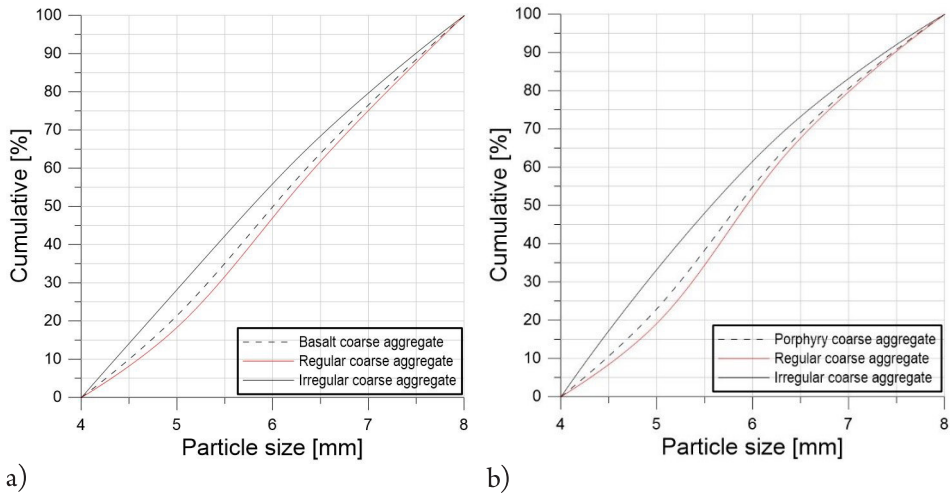 100
90
80
70
60
50
40
30
20
10
0
Cumulative [%]
Basalt coarse aggregate
Regular coarse aggregate
Irregular coarse aggregate
4 5 6 7 8
Particle size [mm]
a)
100
90
80
70
60
50
40
30
20
10
0
Cumulative [%]
Porphyry coarse aggregate
Regular coarse aggregate
Irregular coarse aggregate
4 5 6 7 8
Particle size [mm]
b)